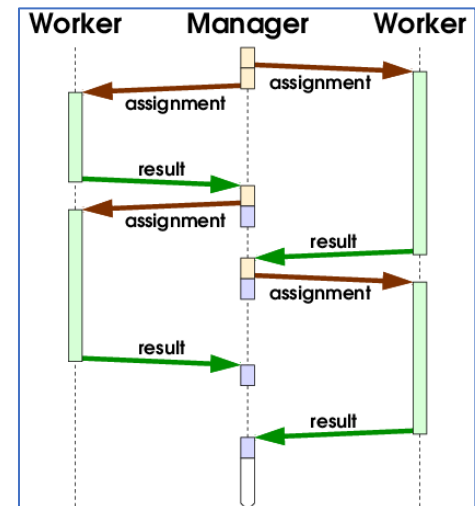 Worker Manager Worker
assignment
assignment
result
assignment
result
assignment
result
result